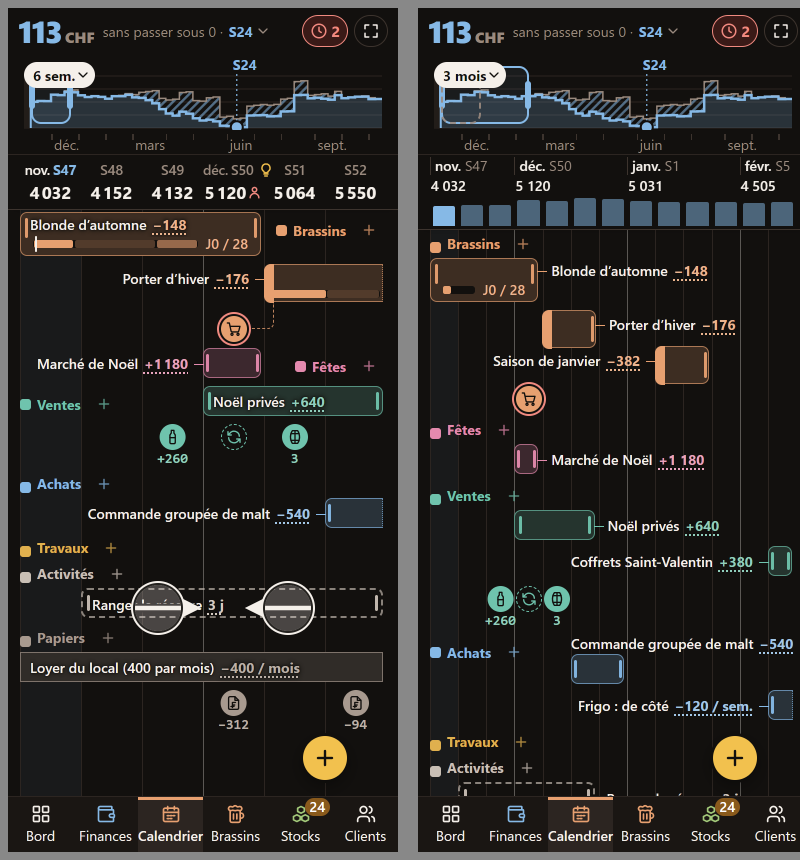 113 CHF sans passer sous 0 · S24 2
6 sem. S24
déc. mars juin sept.
nov. S47 S48 S49 déc. S50 S51 S52
4 032 4 152 4 132 5 120 5 064 5 550
Blonde d’automne −148
J0 / 28
Brassins +
Porter d’hiver −176
Marché de Noël +1 180
Fêtes +
Noël privés +640
Ventes +
+260 3
Achats +
Commande groupée de malt −540
Travaux +
Activités +
3 j
Papiers +
Loyer du local (400 par mois) −400 / mois
−312 −94
+
Bord Finances Calendrier Brassins Stocks 24 Clients
113 CHF sans passer sous 0 · S24 2
3 mois S24
déc. mars juin sept.
nov. S47 déc. S50 janv. S1 févr. S5
4 032 5 120 5 031 4 505
Brassins +
Blonde d’automne −148
J0 / 28
Porter d’hiver −176
Saison de janvier −382
Fêtes +
Marché de Noël +1 180
Ventes +
Noël privés +640
Coffrets Saint-Valentin +380
+260 3
Commande groupée de malt −540
Achats +
Frigo : de côté −120 / sem.
Travaux +
Activités +
+
Bord Finances Calendrier Brassins Stocks 24 Clients